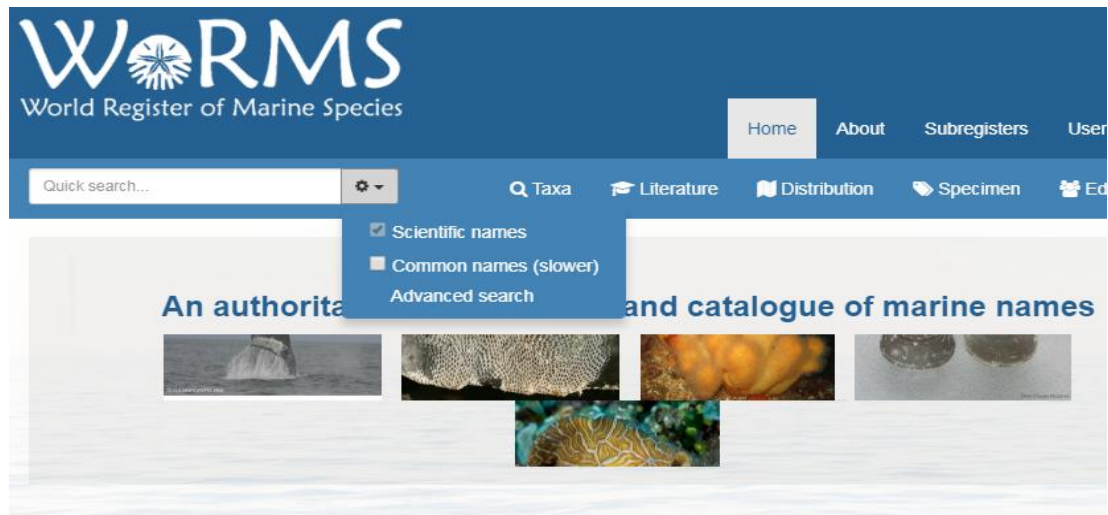 WoRMS
World Register of Marine Species
Home About Subregisters User
Quick search... Taxa Literature Distribution Specimen Ed
Scientific names
Common names (slower)
Advanced search
An authorita and catalogue of marine names